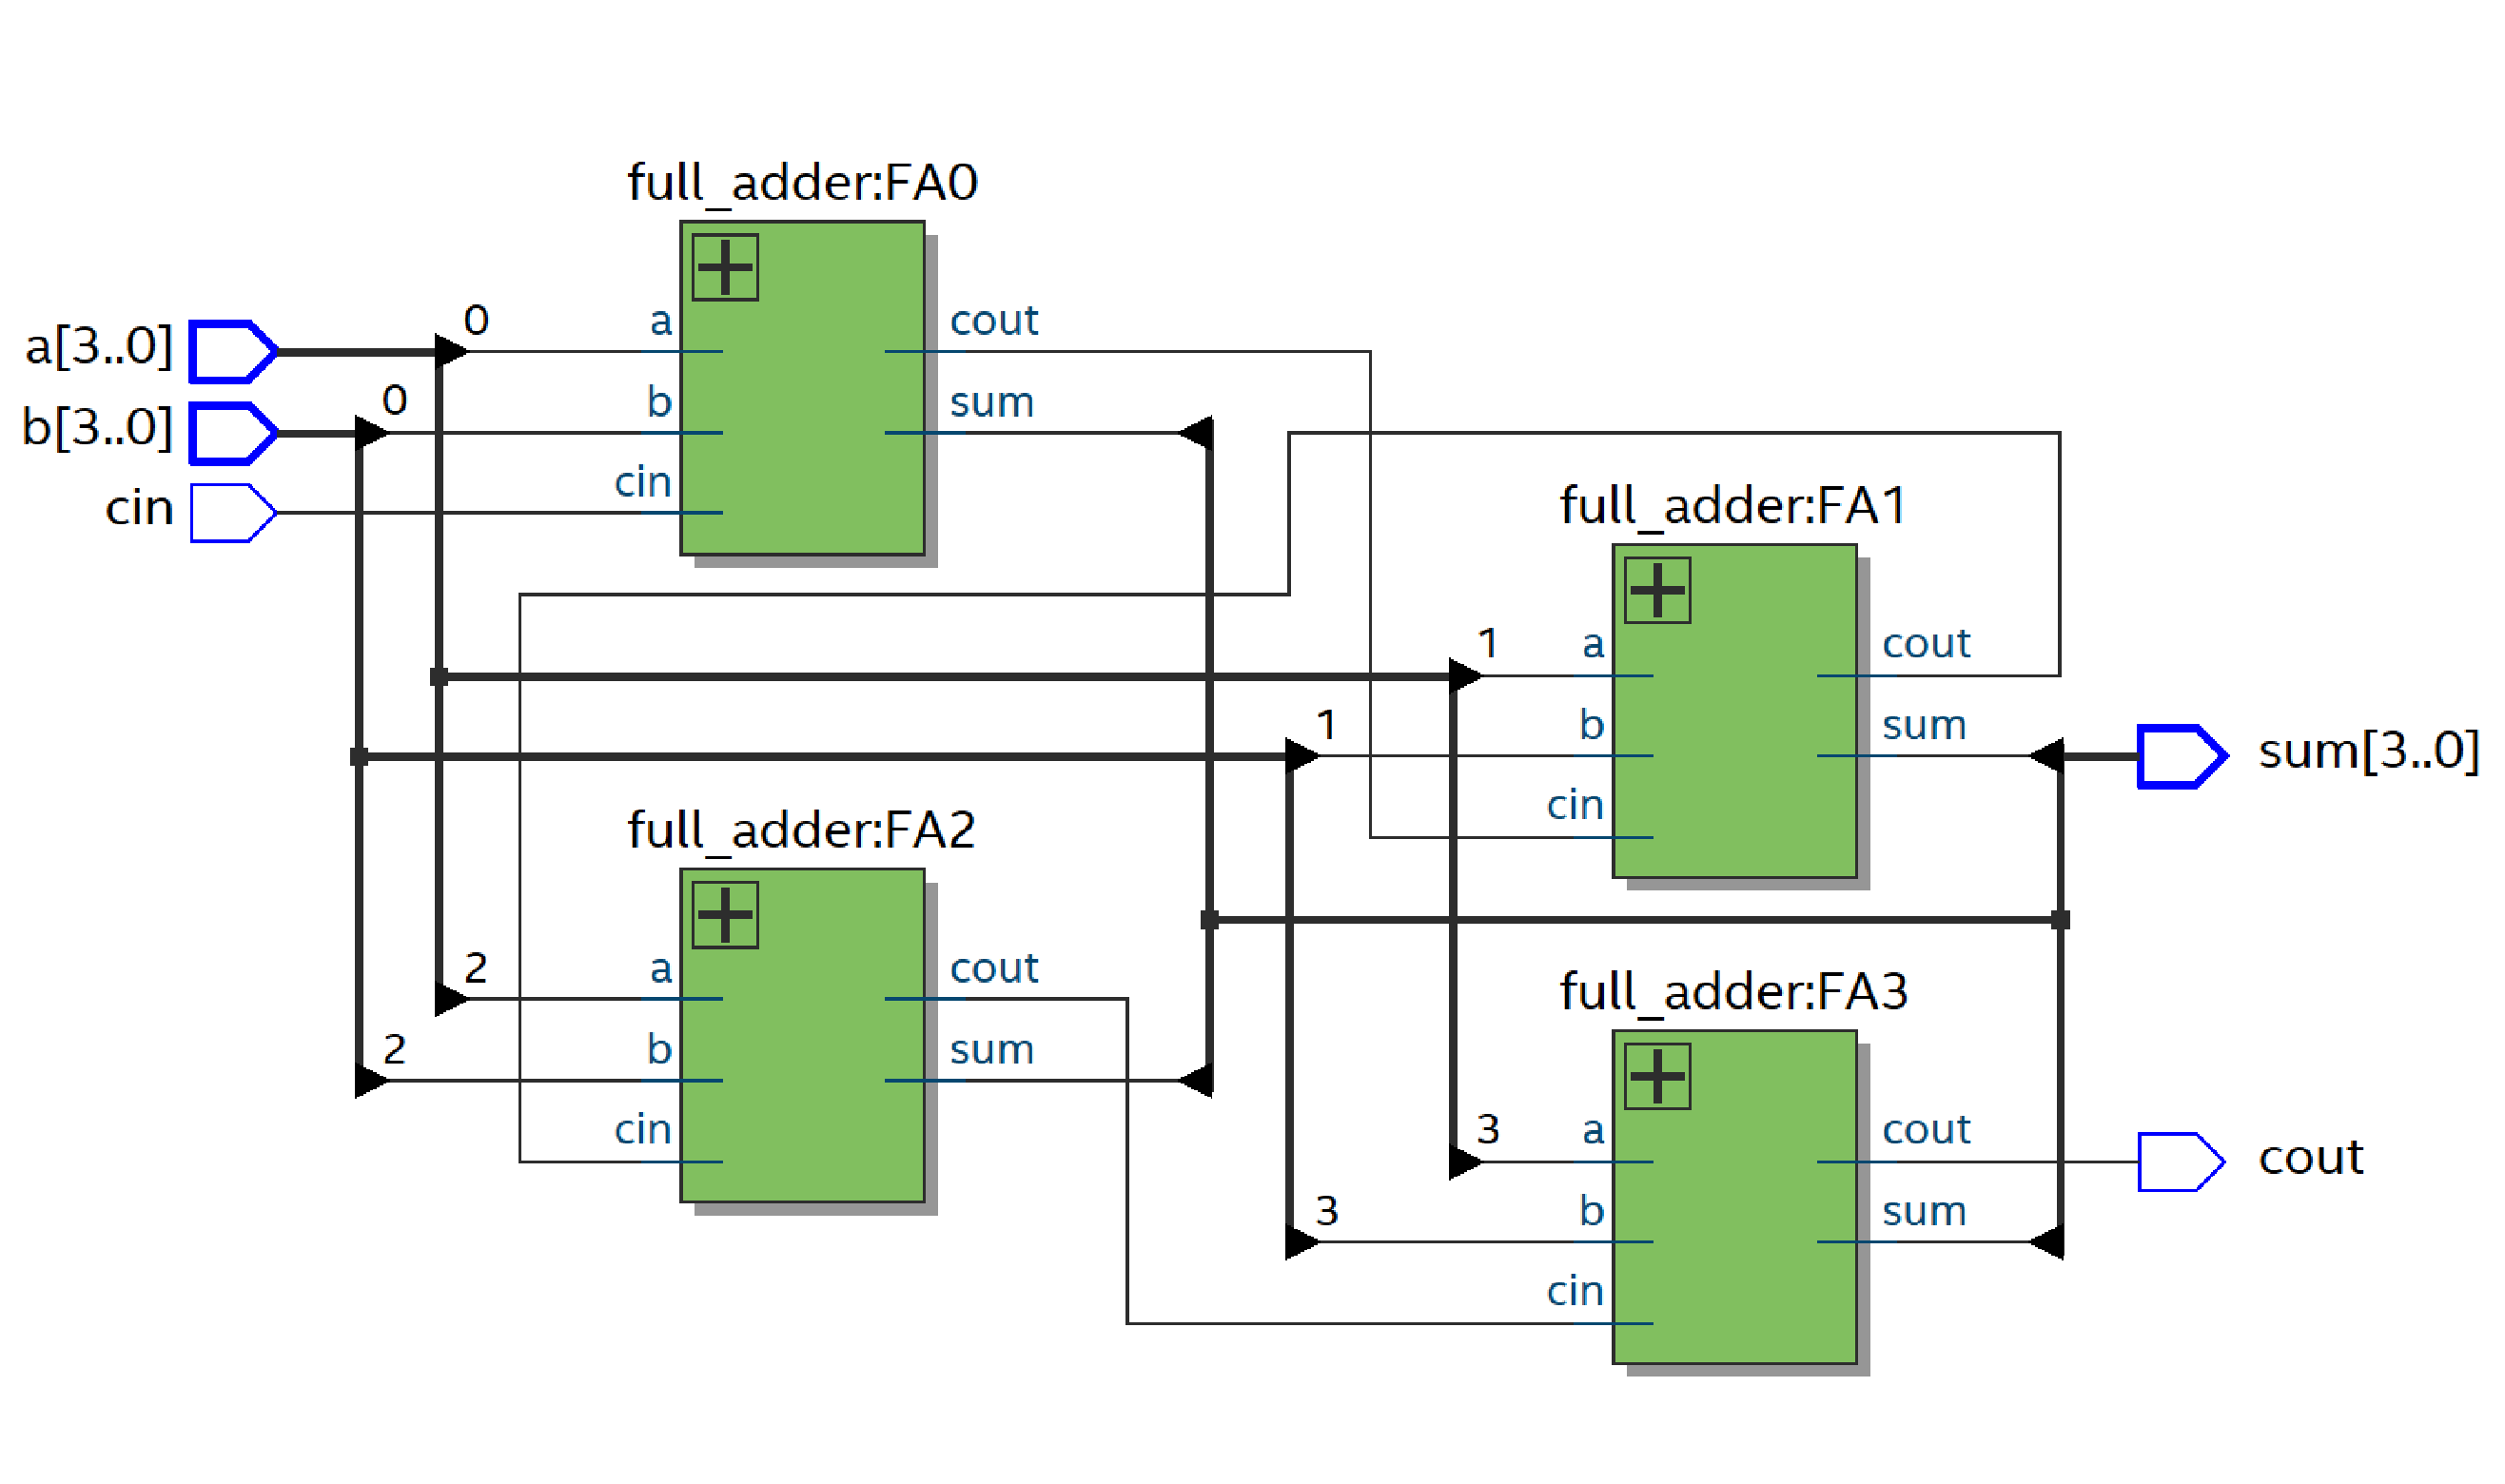 full_adder:FA0
0
a
cout
a[3..0]
0
b
sum
b[3..0]
cin
cin
full_adder:FA1
1
a
cout
1
b
sum
sum[3..0]
cin
full_adder:FA2
2
a
cout
2
b
sum
cin
full_adder:FA3
3
a
cout
cout
3
b
sum
cin